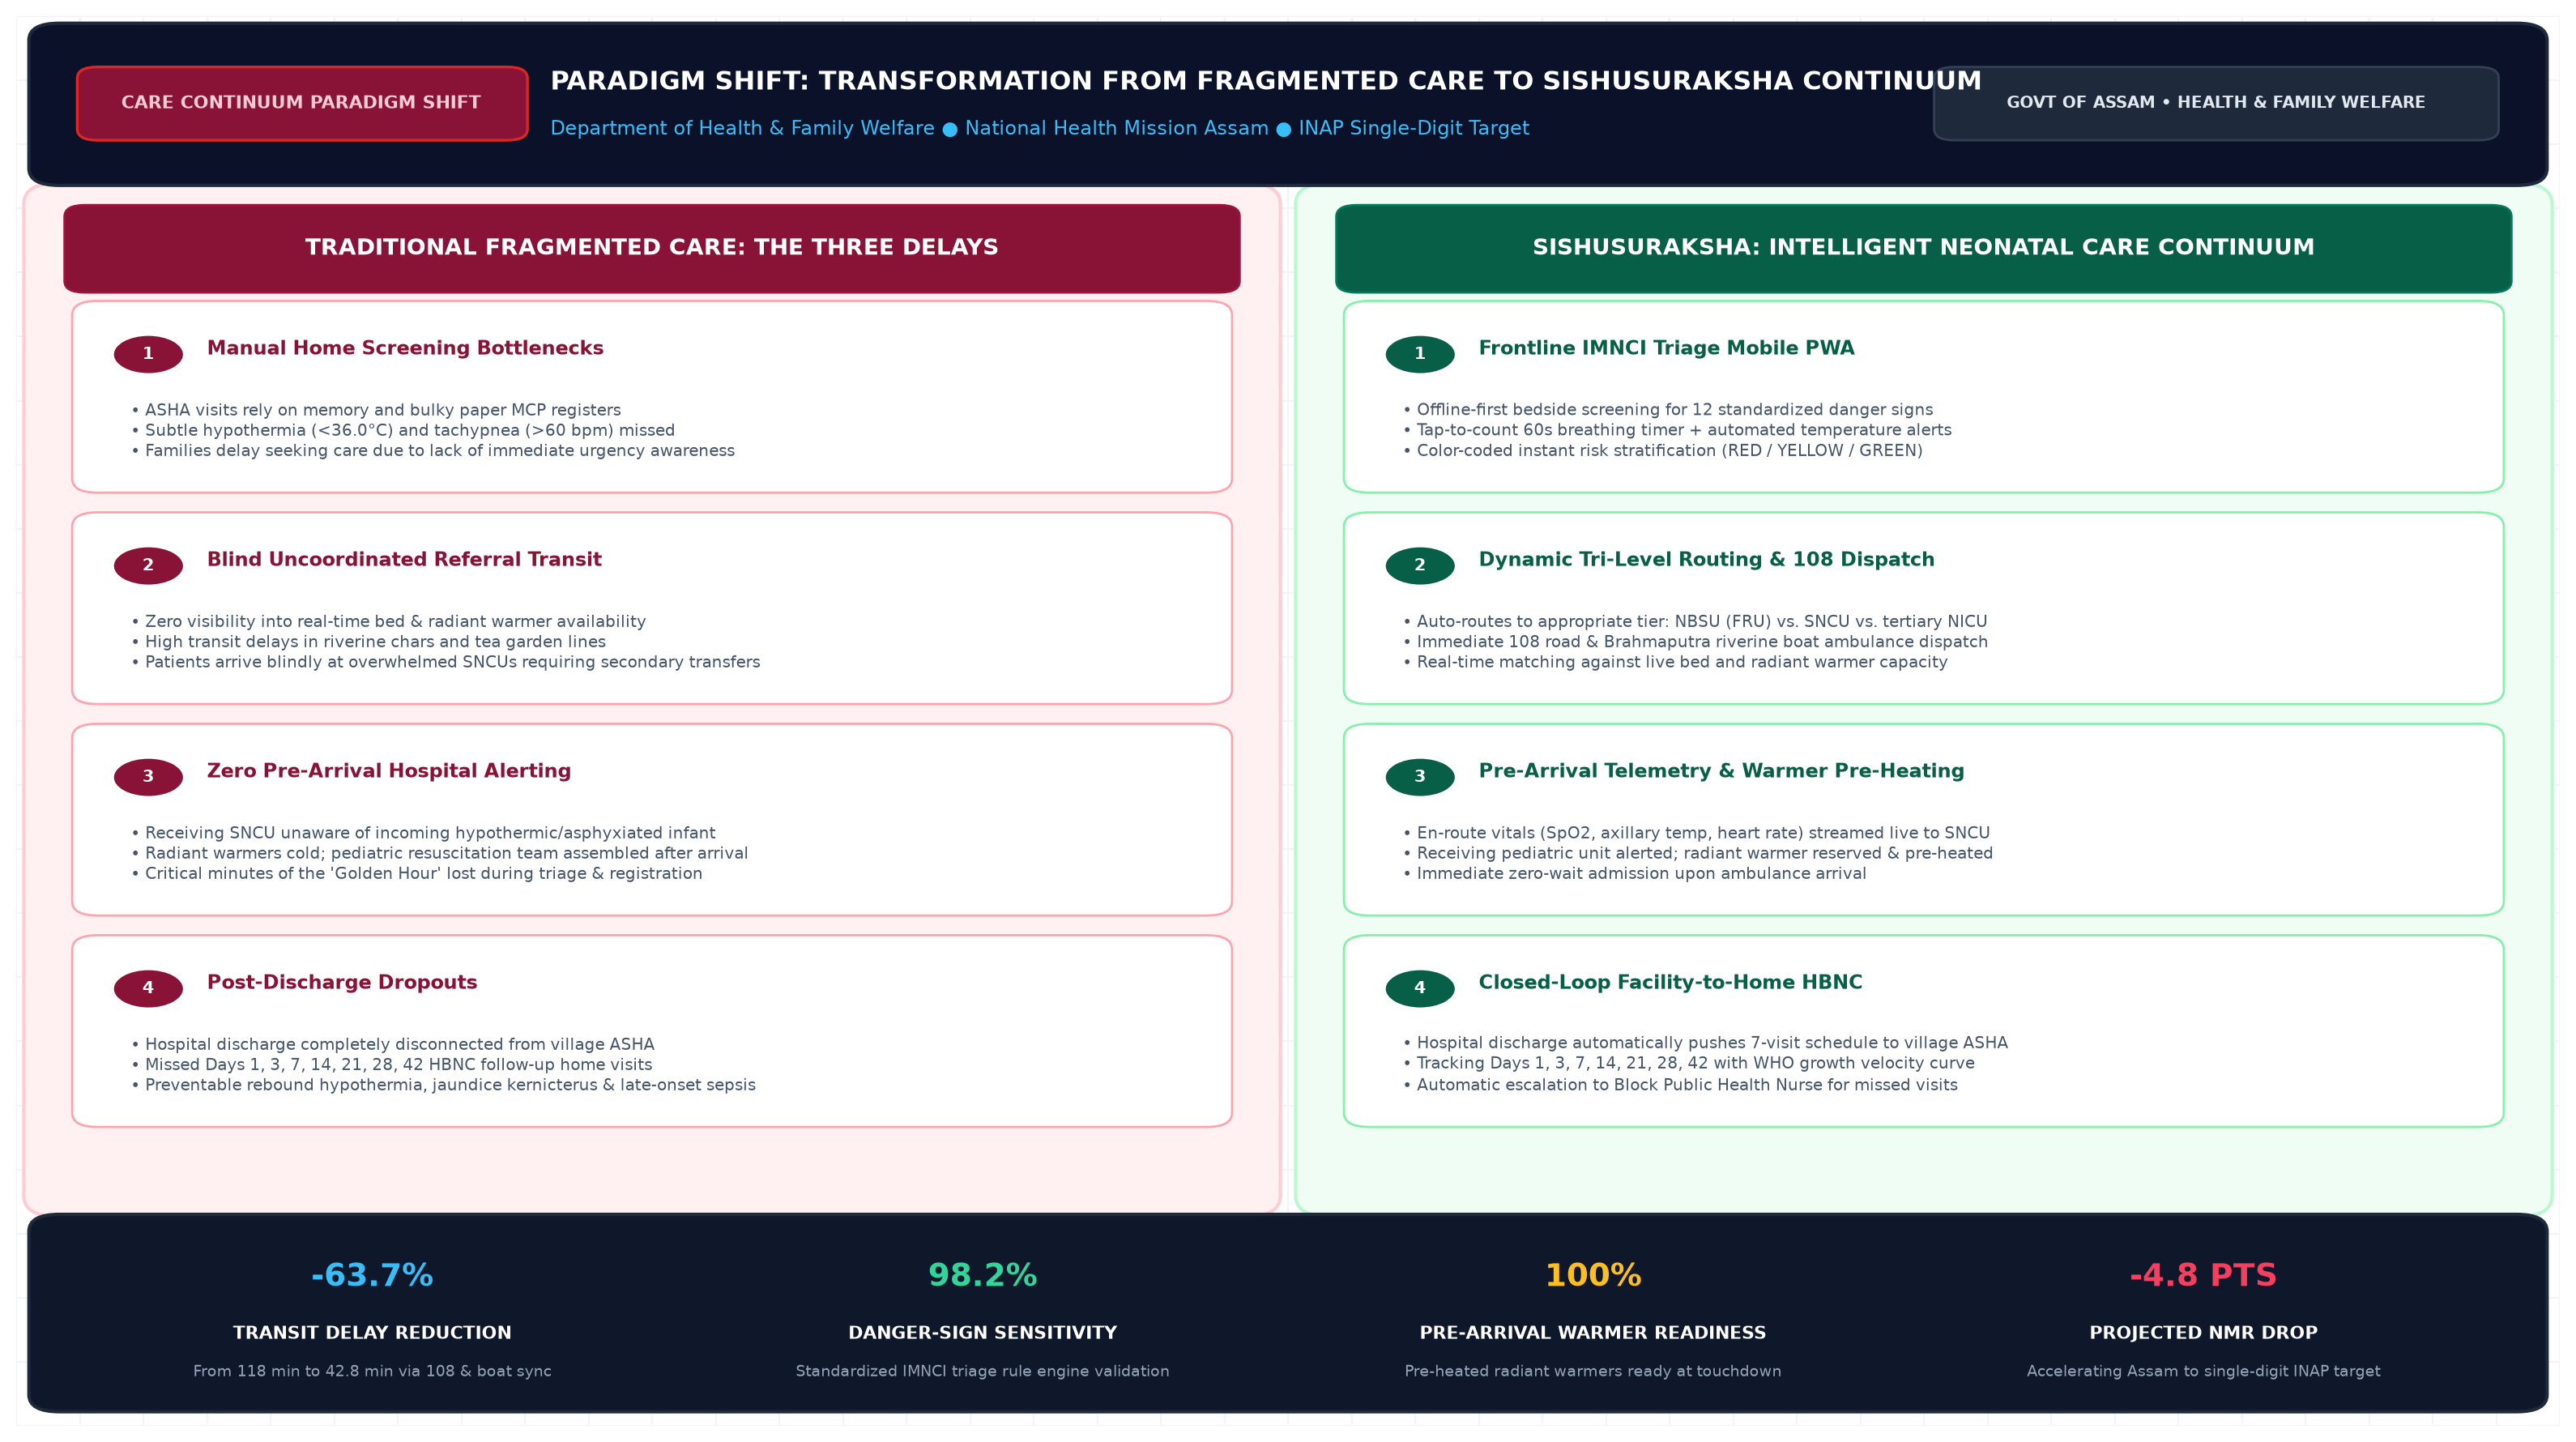 CARE CONTINUUM PARADIGM SHIFT
PARADIGM SHIFT: TRANSFORMATION FROM FRAGMENTED CARE TO SISHUSURAKSHA CONTINUUM
Department of Health & Family Welfare ● National Health Mission Assam ● INAP Single-Digit Target
GOVT OF ASSAM • HEALTH & FAMILY WELFARE
TRADITIONAL FRAGMENTED CARE: THE THREE DELAYS
1 Manual Home Screening Bottlenecks
• ASHA visits rely on memory and bulky paper MCP registers
• Subtle hypothermia (<36.0°C) and tachypnea (>60 bpm) missed
• Families delay seeking care due to lack of immediate urgency awareness
2 Blind Uncoordinated Referral Transit
• Zero visibility into real-time bed & radiant warmer availability
• High transit delays in riverine chars and tea garden lines
• Patients arrive blindly at overwhelmed SNCUs requiring secondary transfers
3 Zero Pre-Arrival Hospital Alerting
• Receiving SNCU unaware of incoming hypothermic/asphyxiated infant
• Radiant warmers cold; pediatric resuscitation team assembled after arrival
• Critical minutes of the 'Golden Hour' lost during triage & registration
4 Post-Discharge Dropouts
• Hospital discharge completely disconnected from village ASHA
• Missed Days 1, 3, 7, 14, 21, 28, 42 HBNC follow-up home visits
• Preventable rebound hypothermia, jaundice kernicterus & late-onset sepsis
SISHUSURAKSHA: INTELLIGENT NEONATAL CARE CONTINUUM
1 Frontline IMNCI Triage Mobile PWA
• Offline-first bedside screening for 12 standardized danger signs
• Tap-to-count 60s breathing timer + automated temperature alerts
• Color-coded instant risk stratification (RED / YELLOW / GREEN)
2 Dynamic Tri-Level Routing & 108 Dispatch
• Auto-routes to appropriate tier: NBSU (FRU) vs. SNCU vs. tertiary NICU
• Immediate 108 road & Brahmaputra riverine boat ambulance dispatch
• Real-time matching against live bed and radiant warmer capacity
3 Pre-Arrival Telemetry & Warmer Pre-Heating
• En-route vitals (SpO2, axillary temp, heart rate) streamed live to SNCU
• Receiving pediatric unit alerted; radiant warmer reserved & pre-heated
• Immediate zero-wait admission upon ambulance arrival
4 Closed-Loop Facility-to-Home HBNC
• Hospital discharge automatically pushes 7-visit schedule to village ASHA
• Tracking Days 1, 3, 7, 14, 21, 28, 42 with WHO growth velocity curve
• Automatic escalation to Block Public Health Nurse for missed visits
-63.7%
TRANSIT DELAY REDUCTION
From 118 min to 42.8 min via 108 & boat sync
98.2%
DANGER-SIGN SENSITIVITY
Standardized IMNCI triage rule engine validation
100%
PRE-ARRIVAL WARMER READINESS
Pre-heated radiant warmers ready at touchdown
-4.8 PTS
PROJECTED NMR DROP
Accelerating Assam to single-digit INAP target